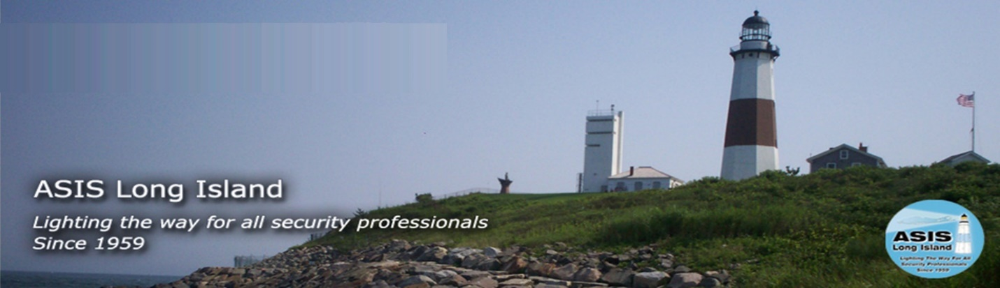 ASIS Long Island
Lighting the way for all security professionals
Since 1959
ASIS
Long Island
Lighting The Way For All
Security Professionals
Since 1959